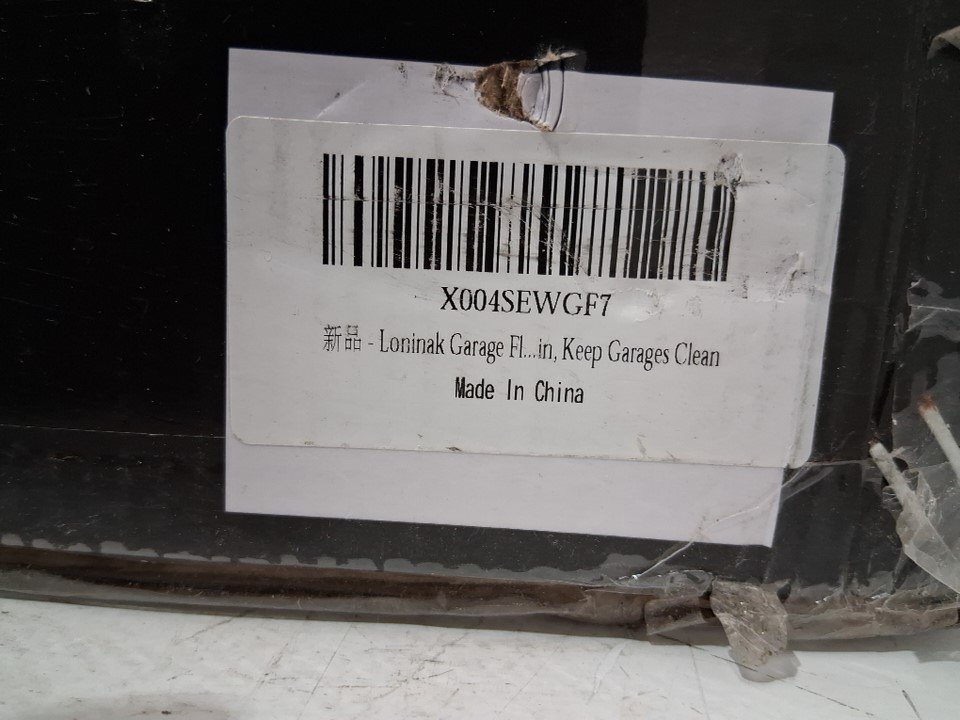 X004SEWGF7
新品 - Loninak Garage Fl...in, Keep Garages Clean
Made In China